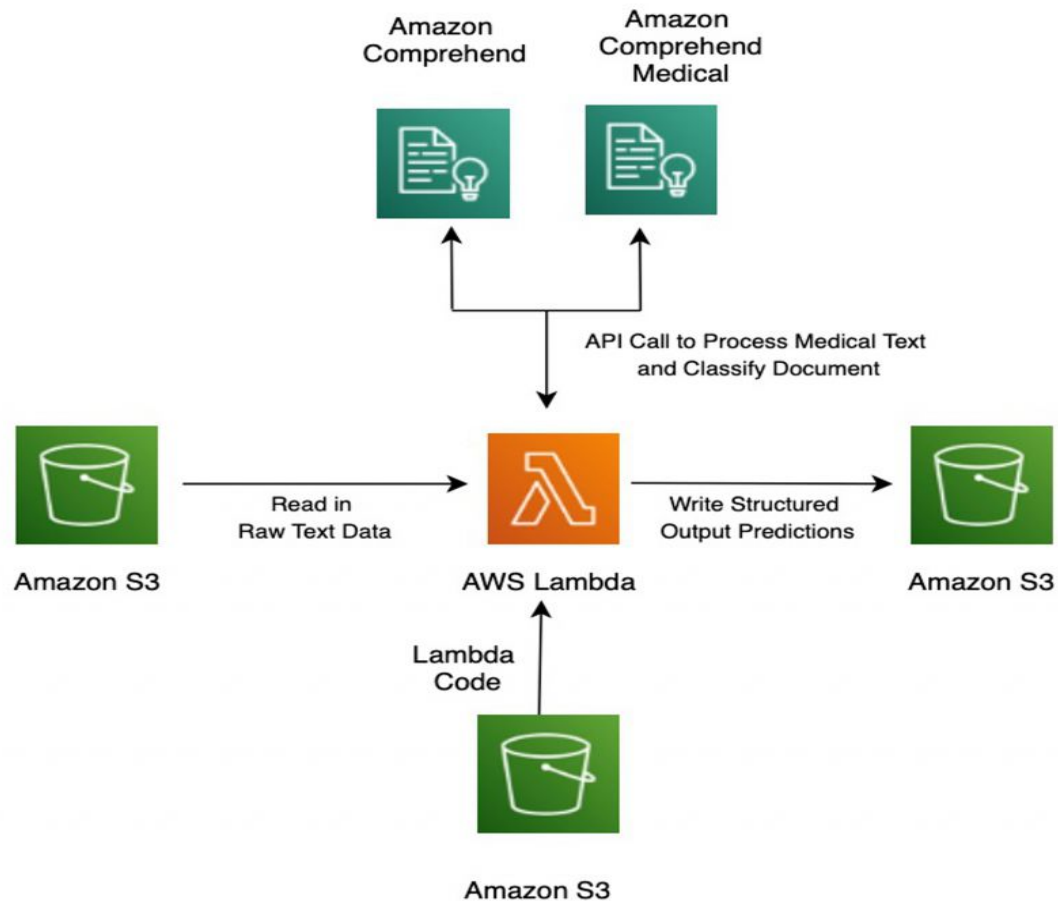 Amazon
Comprehend
Amazon
Comprehend
Medical
API Call to Process Medical Text
and Classify Document
Read in
Raw Text Data
Write Structured
Output Predictions
Amazon S3
AWS Lambda
Amazon S3
Lambda
Code
Amazon S3